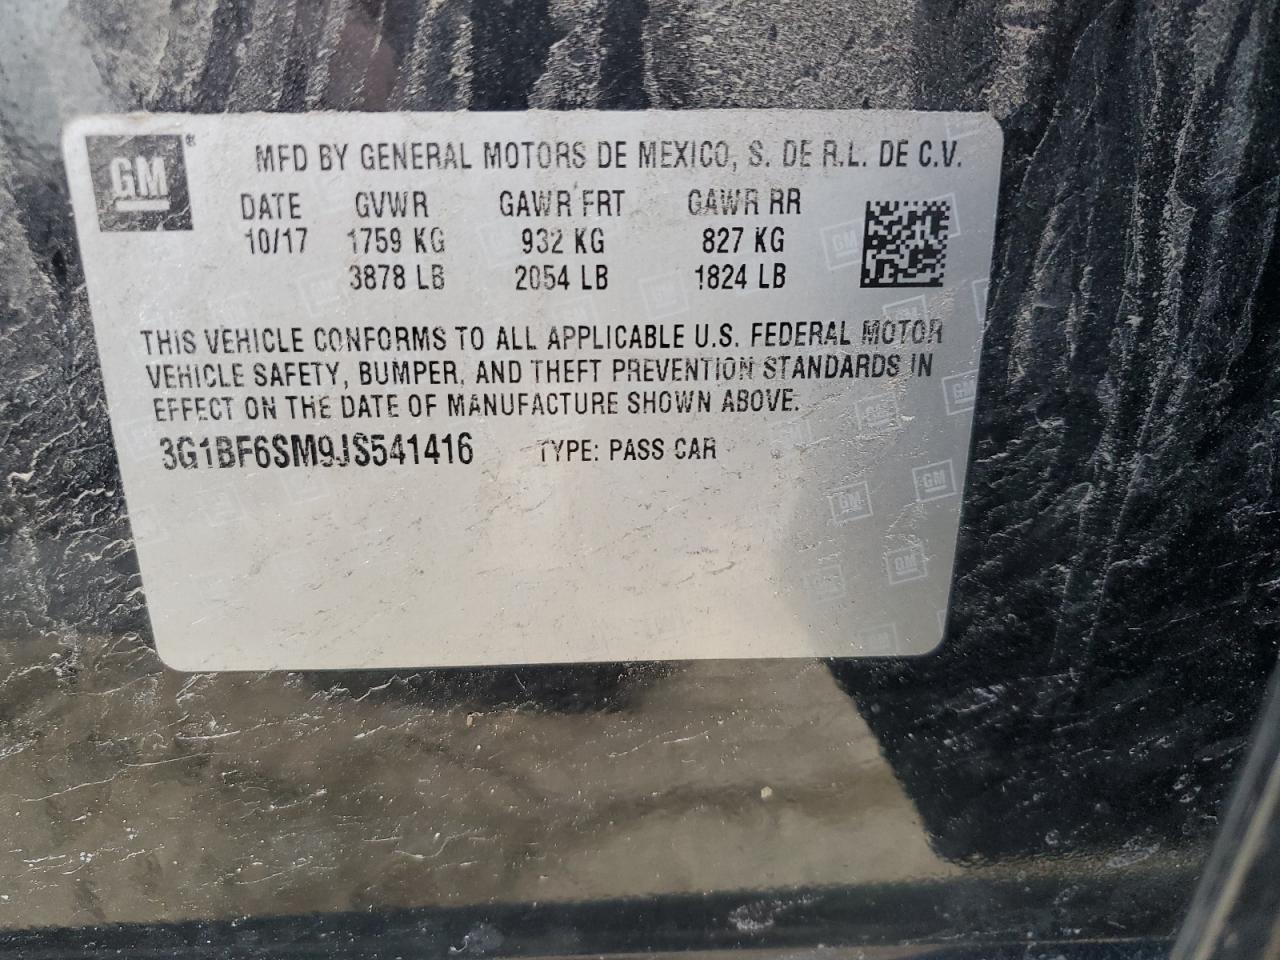 GM® MFD BY GENERAL MOTORS DE MEXICO, S. DE R.L. DE C.V.
DATE GVWR GAWR FRT GAWR RR
10/17 1759 KG 932 KG 827 KG
3878 LB 2054 LB 1824 LB
THIS VEHICLE CONFORMS TO ALL APPLICABLE U.S. FEDERAL MOTOR
VEHICLE SAFETY, BUMPER, AND THEFT PREVENTION STANDARDS IN
EFFECT ON THE DATE OF MANUFACTURE SHOWN ABOVE.
3G1BF6SM9JS541416 TYPE: PASS CAR